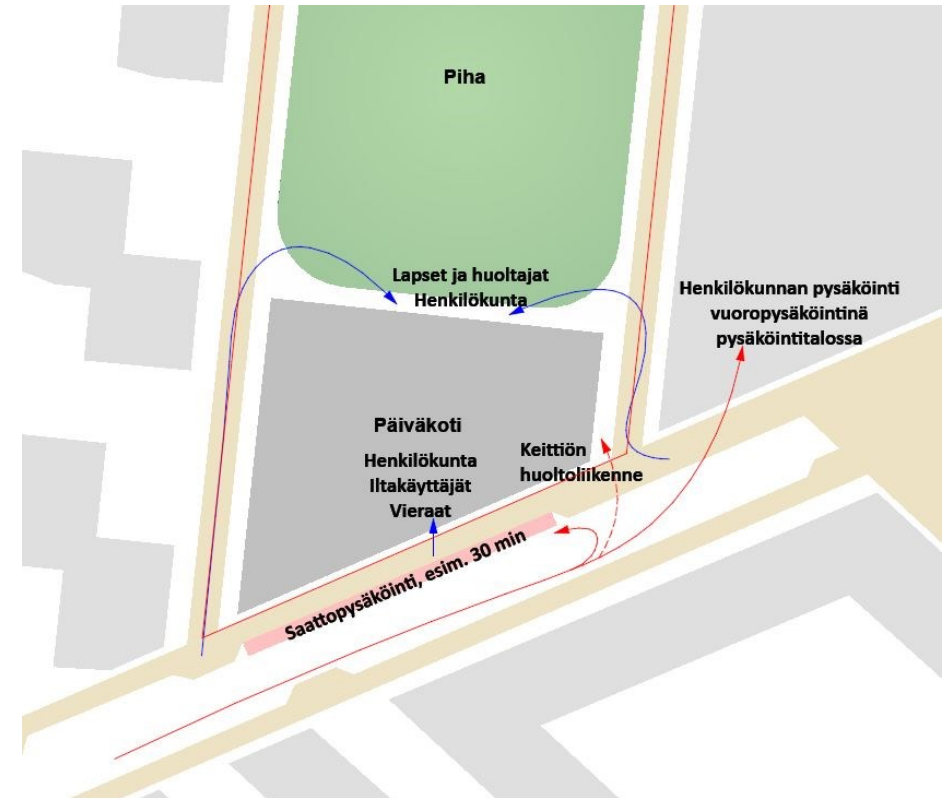 Piha
Lapset ja huoltajat
Henkilökunta
Henkilökunnan pysäköinti
vuoropysäköintinä
pysäköintitalossa
Päiväkoti
Henkilökunta
Iltakäyttäjät
Vieraat
Keittiön
huoltoliikenne
Saattopysäköinti, esim. 30 min